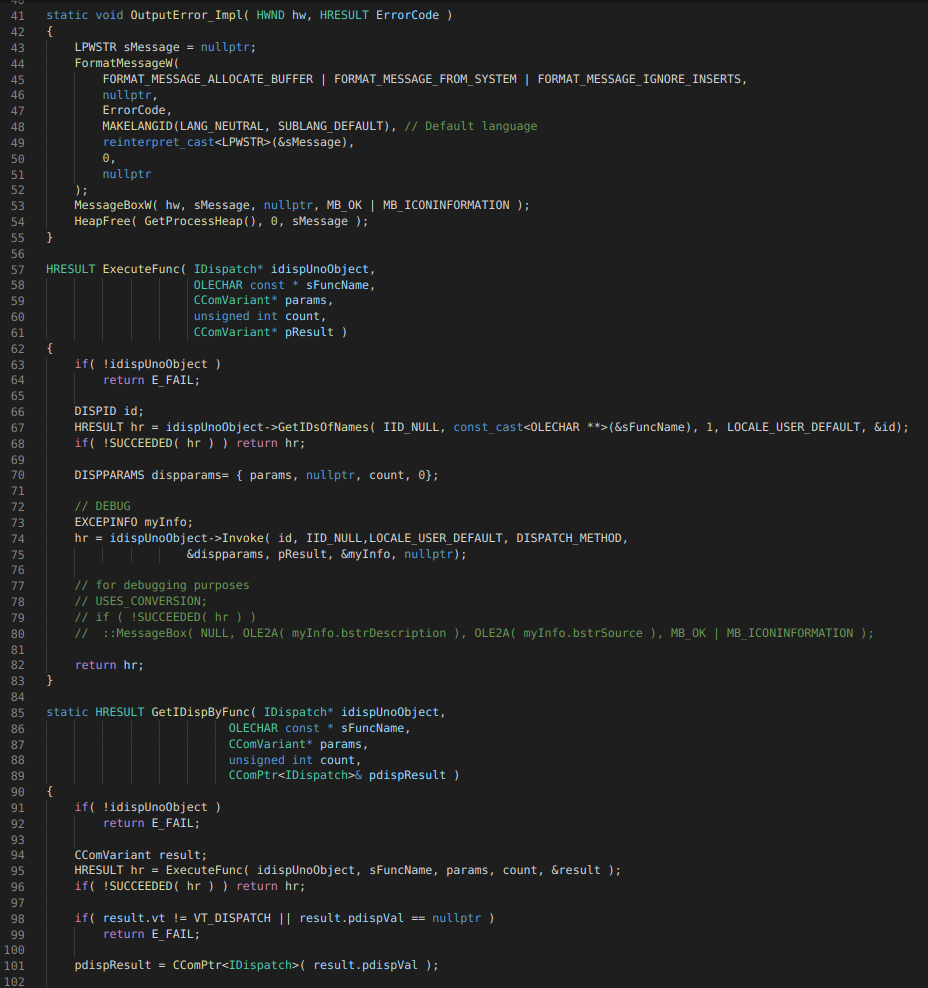 41 static void OutputError_Impl( HWND hw, HRESULT ErrorCode )
42 {
43     LPWSTR sMessage = nullptr;
44     FormatMessageW(
45         FORMAT_MESSAGE_ALLOCATE_BUFFER | FORMAT_MESSAGE_FROM_SYSTEM | FORMAT_MESSAGE_IGNORE_INSERTS,
46         nullptr,
47         ErrorCode,
48         MAKELANGID(LANG_NEUTRAL, SUBLANG_DEFAULT), // Default language
49         reinterpret_cast<LPWSTR>(&sMessage),
50         0,
51         nullptr
52     );
53     MessageBoxW( hw, sMessage, nullptr, MB_OK | MB_ICONINFORMATION );
54     HeapFree( GetProcessHeap(), 0, sMessage );
55 }
56
57 HRESULT ExecuteFunc( IDispatch* idispUnoObject,
58                      OLECHAR const * sFuncName,
59                      CComVariant* params,
60                      unsigned int count,
61                      CComVariant* pResult )
62 {
63     if( !idispUnoObject )
64         return E_FAIL;
65
66     DISPID id;
67     HRESULT hr = idispUnoObject->GetIDsOfNames( IID_NULL, const_cast<OLECHAR **>(&sFuncName), 1, LOCALE_USER_DEFAULT, &id);
68     if( !SUCCEEDED( hr ) ) return hr;
69
70     DISPPARAMS dispparams= { params, nullptr, count, 0};
71
72     // DEBUG
73     EXCEPINFO myInfo;
74     hr = idispUnoObject->Invoke( id, IID_NULL,LOCALE_USER_DEFAULT, DISPATCH_METHOD,
75                     &dispparams, pResult, &myInfo, nullptr);
76
77     // for debugging purposes
78     // USES_CONVERSION;
79     // if ( !SUCCEEDED( hr ) )
80     //  ::MessageBox( NULL, OLE2A( myInfo.bstrDescription ), OLE2A( myInfo.bstrSource ), MB_OK | MB_ICONINFORMATION );
81
82     return hr;
83 }
84
85 static HRESULT GetIDispByFunc( IDispatch* idispUnoObject,
86                           OLECHAR const * sFuncName,
87                           CComVariant* params,
88                           unsigned int count,
89                           CComPtr<IDispatch>& pdispResult )
90 {
91     if( !idispUnoObject )
92         return E_FAIL;
93
94     CComVariant result;
95     HRESULT hr = ExecuteFunc( idispUnoObject, sFuncName, params, count, &result );
96     if( !SUCCEEDED( hr ) ) return hr;
97
98     if( result.vt != VT_DISPATCH || result.pdispVal == nullptr )
99         return E_FAIL;
100
101     pdispResult = CComPtr<IDispatch>( result.pdispVal );
102